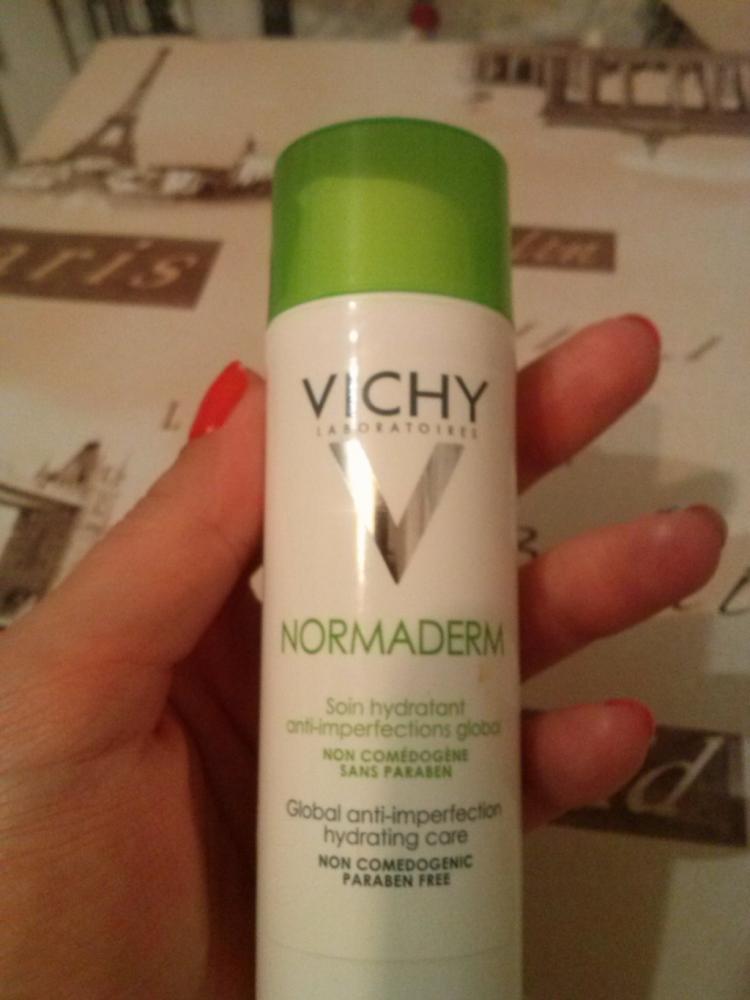 VICHY
LABORATOIRES
NORMADERM
Soin hydratant
anti-imperfections global
NON COMÉDOGÈNE
SANS PARABEN
Global anti-imperfection
hydrating care
NON COMEDOGENIC
PARABEN FREE
aris